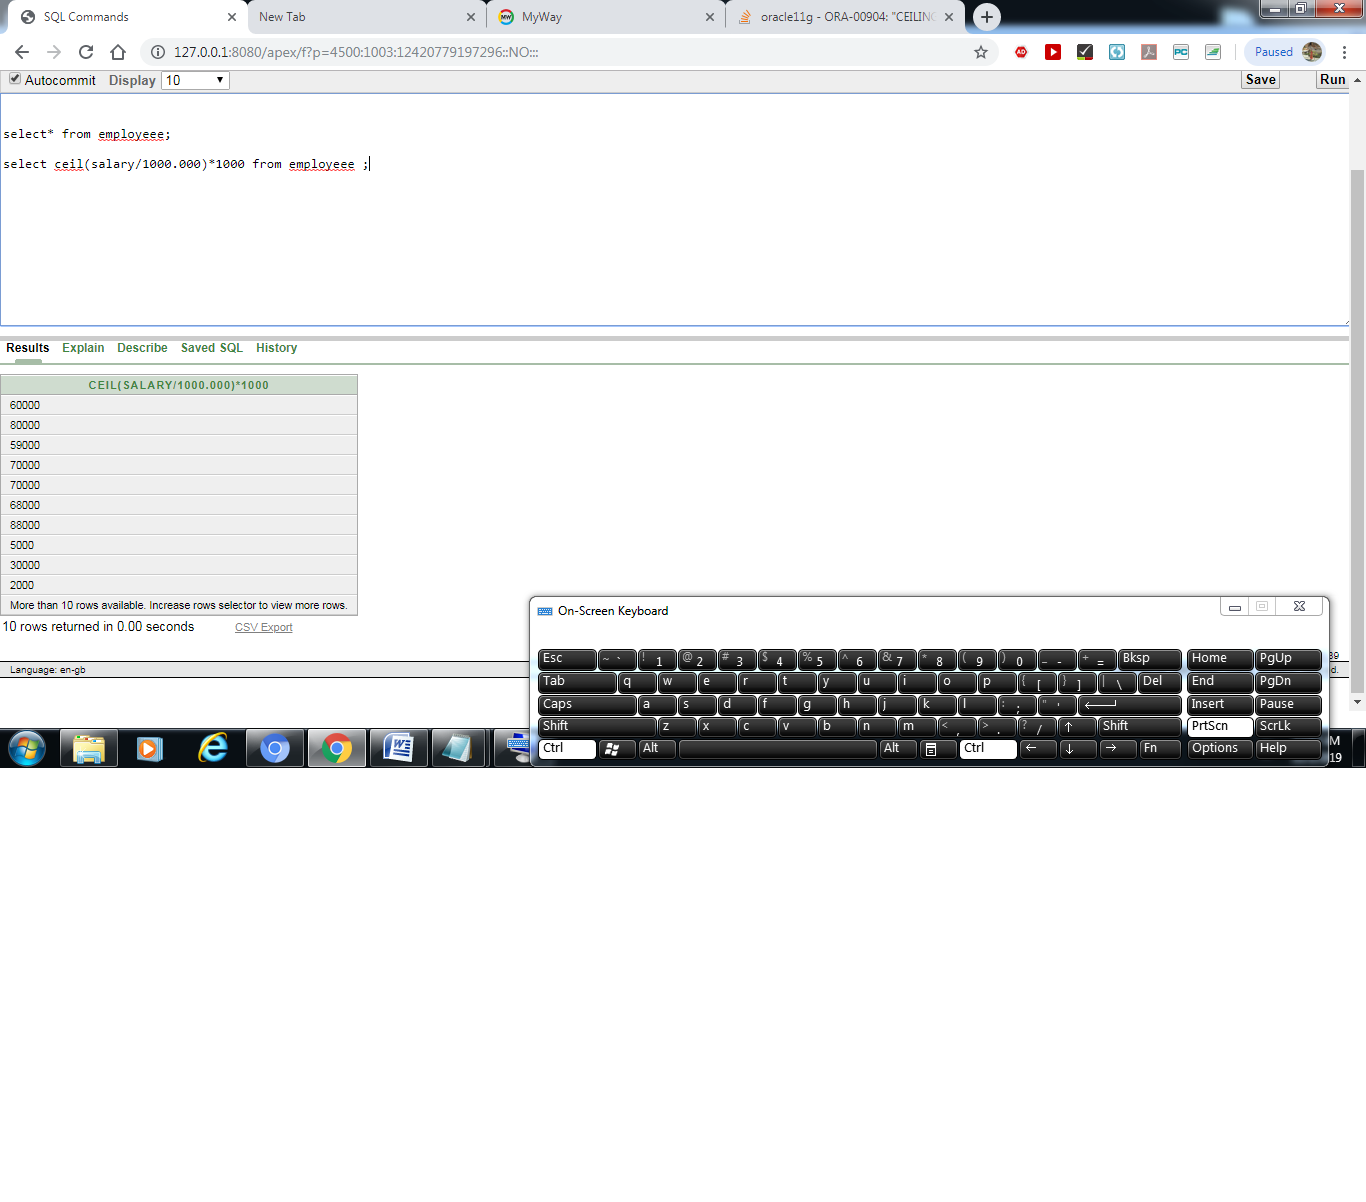 SQL Commands
New Tab
MyWay
oracle11g - ORA-00904: "CEILING
127.0.0.1:8080/apex/f?p=4500:1003:12420779197296::NO:::
Paused
Autocommit Display 10
Save Run
select* from employeee;
select ceil(salary/1000.000)*1000 from employeee ;
Results Explain Describe Saved SQL History
CEIL(SALARY/1000.000)*1000
60000
80000
59000
70000
70000
68000
88000
5000
30000
2000
More than 10 rows available. Increase rows selector to view more rows.
10 rows returned in 0.00 seconds CSV Export
Language: en-gb
On-Screen Keyboard
Esc ~ ` ! 1 @ 2 # 3 $ 4 % 5 ^ 6 & 7 * 8 ( 9 ) 0 _ - + = Bksp Home PgUp
Tab q w e r t y u i o p { [ } ] | \ Del End PgDn
Caps a s d f g h j k l : ; " ' Insert Pause
Shift z x c v b n m < , > . ? / ↑ Shift PrtScn ScrLk
Ctrl Alt Alt Ctrl ← ↓ → Fn Options Help
M
19